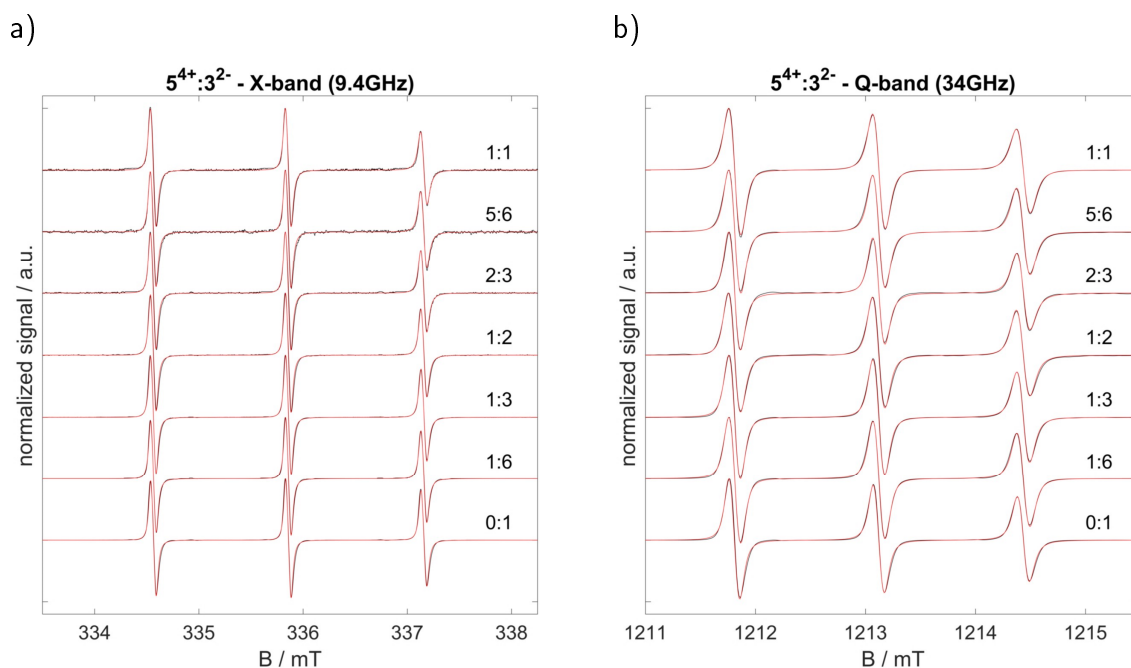 a)
5⁴⁺:3²⁻ - X-band (9.4GHz)
normalized signal / a.u.
1:1
5:6
2:3
1:2
1:3
1:6
0:1
334 335 336 337 338
B / mT
b)
5⁴⁺:3²⁻ - Q-band (34GHz)
normalized signal / a.u.
1:1
5:6
2:3
1:2
1:3
1:6
0:1
1211 1212 1213 1214 1215
B / mT